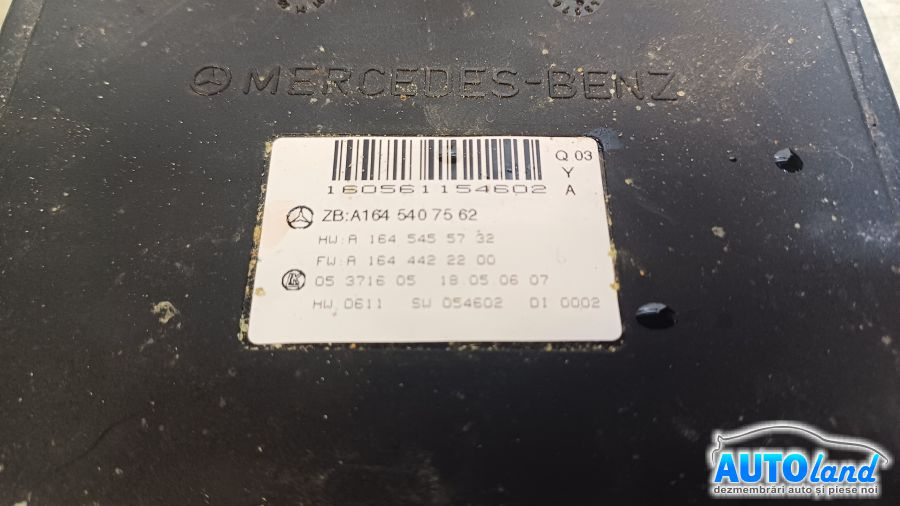 MERCEDES-BENZ
160561154602
Q 03
Y
A
ZB:A164 540 75 62
HW:A 164 545 57 32
FW:A 164 442 22 00
05 3716 05 18.05.06 07
HW 0611 SW 054602 D1 0002
AUTOland
dezmembrări auto și piese noi